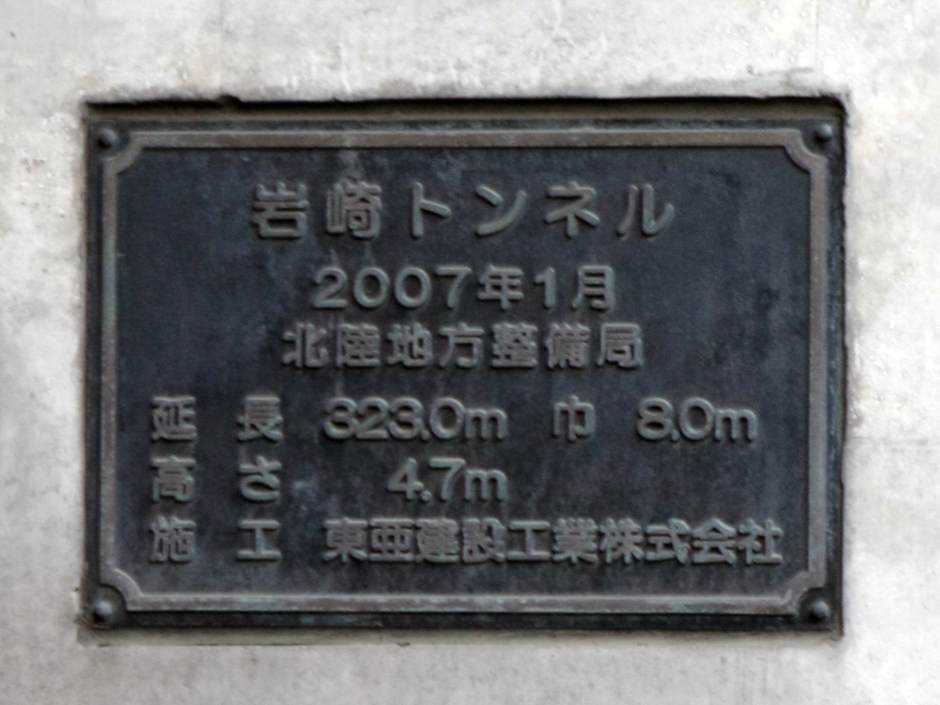 岩崎トンネル
2007年1月
北陸地方整備局
延 長 323.0m 巾 8.0m
高 さ 4.7m
施 工 東亜建設工業株式会社